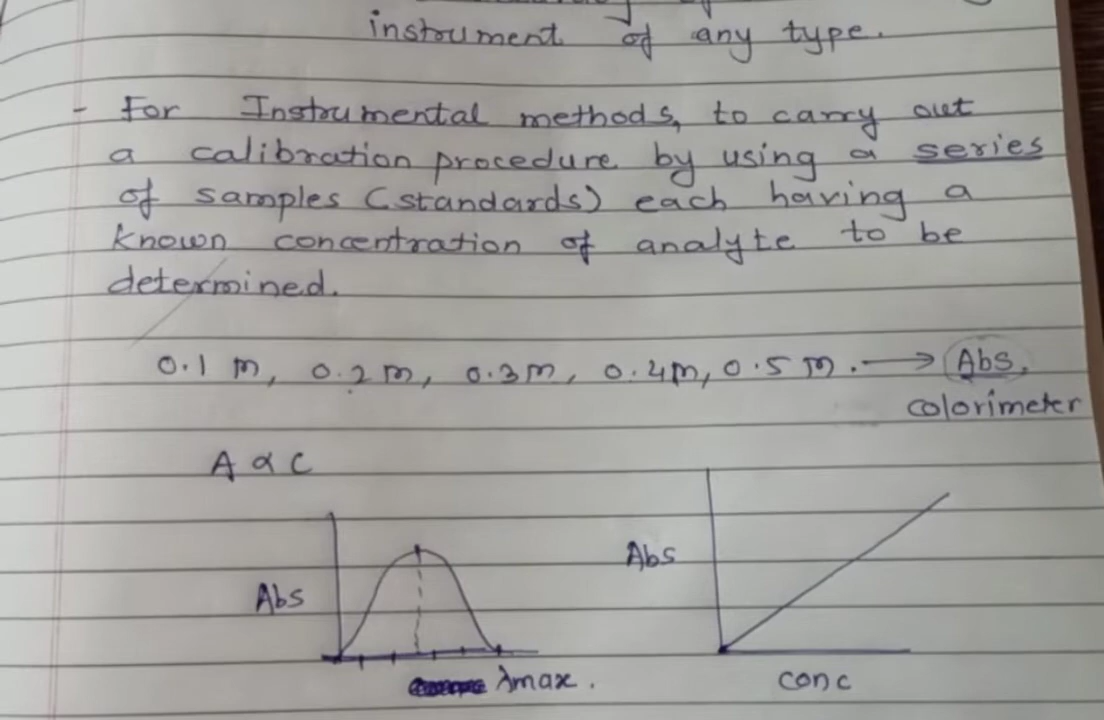 instrument of any type.
- For Instrumental methods, to carry out
a calibration procedure by using a series
of samples (standards) each having a
known concentration of analyte to be
determined.
0.1 m, 0.2 m, 0.3 m, 0.4 m, 0.5 m. → Abs,
colorimeter
A ∝ C
Abs
λmax.
Abs
conc